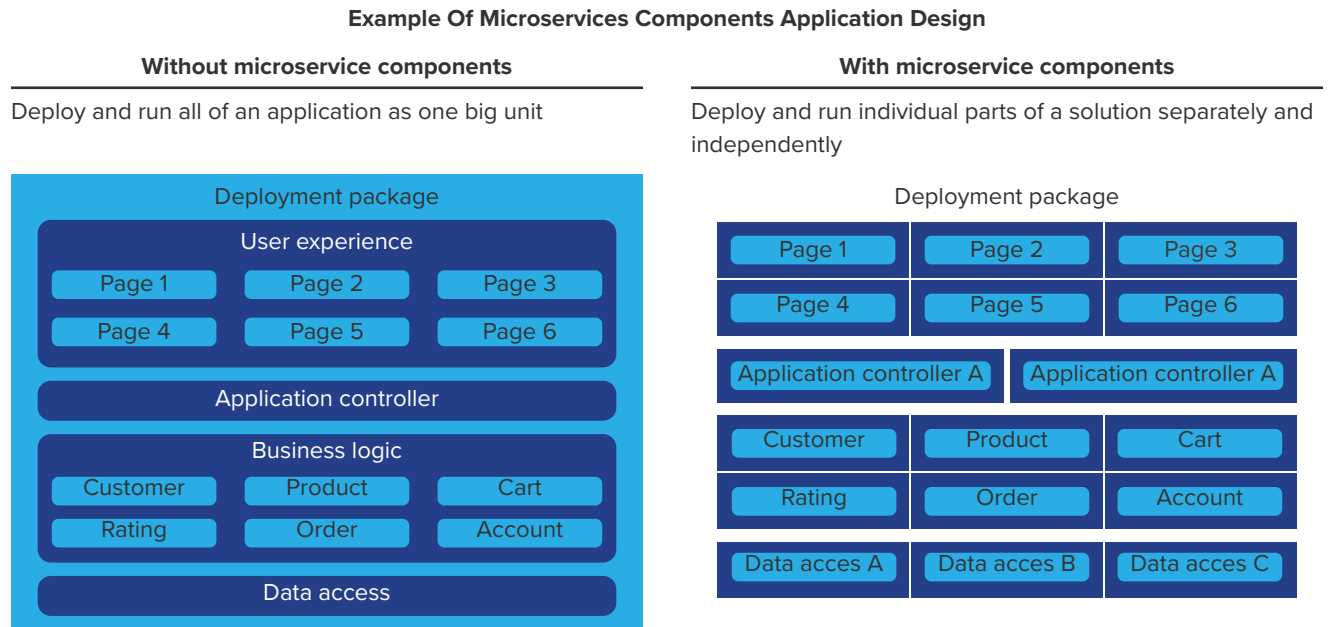 Example Of Microservices Components Application Design
Without microservice components
Deploy and run all of an application as one big unit
Deployment package
User experience
Page 1
Page 2
Page 3
Page 4
Page 5
Page 6
Application controller
Business logic
Customer
Product
Cart
Rating
Order
Account
Data access
With microservice components
Deploy and run individual parts of a solution separately and
independently
Deployment package
Page 1
Page 2
Page 3
Page 4
Page 5
Page 6
Application controller A
Application controller A
Customer
Product
Cart
Rating
Order
Account
Data acces A
Data acces B
Data acces C